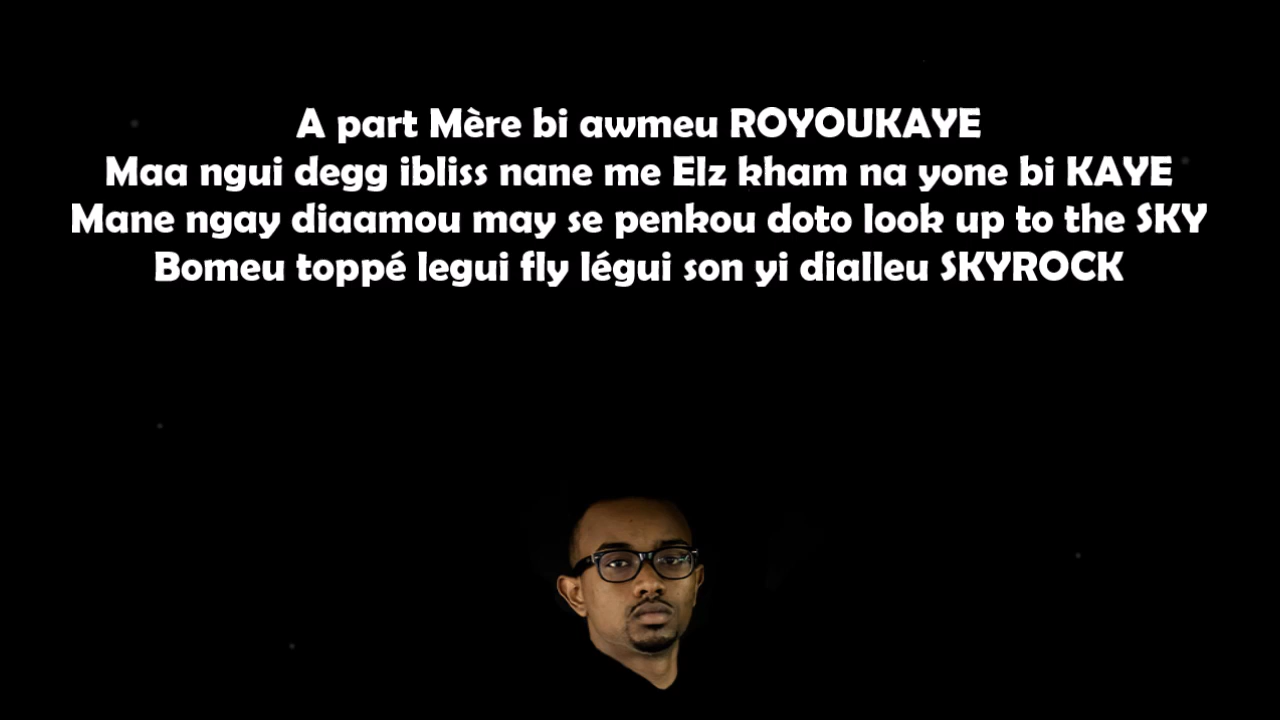 A part Mère bi awmeu ROYOUKAYE
Maa ngui degg ibliss nane me Elz kham na yone bi KAYE
Mane ngay diaamou may se penkou doto look up to the SKY
Bomeu toppé legui fly légui son yi dialleu SKYROCK